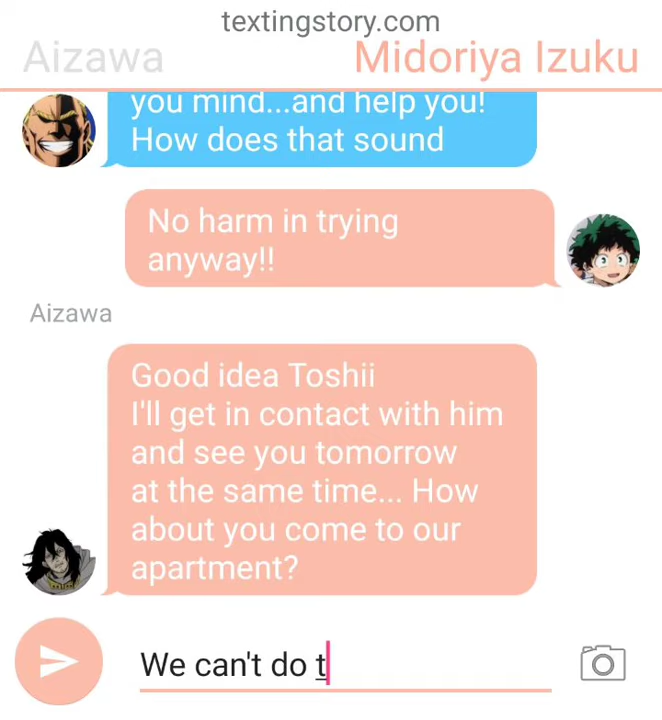 textingstory.com
Aizawa
Midoriya Izuku
you mind...and help you!
How does that sound
No harm in trying
anyway!!
Aizawa
Good idea Toshii
I'll get in contact with him
and see you tomorrow
at the same time... How
about you come to our
apartment?
We can't do t